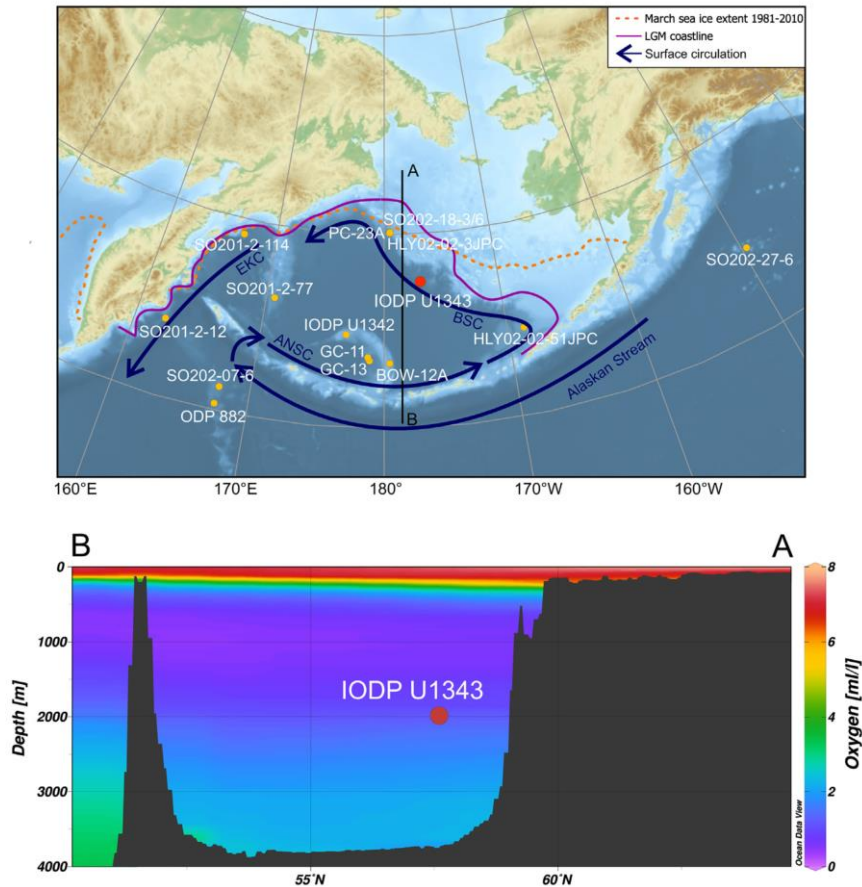 March sea ice extent 1981-2010
LGM coastline
Surface circulation
A
SO202-18-3/6
PC-23A
HLY02-02-3JPC
SO201-2-114
EKC
SO202-27-6
SO201-2-77
IODP U1343
BSC
IODP U1342
SO201-2-12
ANSC
HLY02-02-51JPC
GC-11
GC-13
BOW-12A
SO202-07-6
Alaskan Stream
ODP 882
B
160°E
170°E
180°
170°W
160°W
B
A
0
1000
2000
3000
4000
Depth [m]
IODP U1343
55°N
60°N
Ocean Data View
8
6
4
2
0
Oxygen [ml/l]